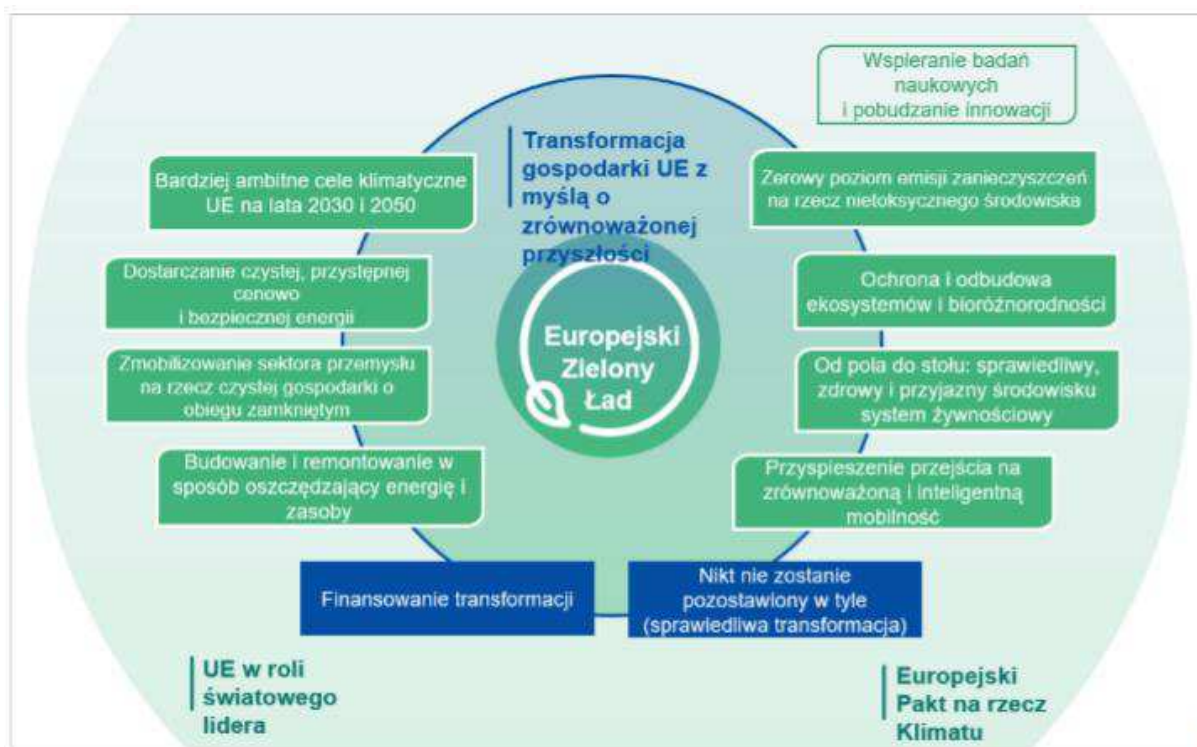 Wspieranie badań
naukowych
i pobudzanie innowacji
Transformacja
gospodarki UE z
myślą o
zrównoważonej
przyszłości
Bardziej ambitne cele klimatyczne
UE na lata 2030 i 2050
Zerowy poziom emisji zanieczyszczeń
na rzecz nietoksycznego środowiska
Dostarczanie czystej, przystępnej
cenowo
i bezpiecznej energii
Ochrona i odbudowa
ekosystemów i bioróżnorodności
Europejski
Zielony
Ład
Zmobilizowanie sektora przemysłu
na rzecz czystej gospodarki o
obiegu zamkniętym
Od pola do stołu: sprawiedliwy,
zdrowy i przyjazny środowisku
system żywnościowy
Budowanie i remontowanie w
sposób oszczędzający energię i
zasoby
Przyspieszenie przejścia na
zrównoważoną i inteligentną
mobilność
Finansowanie transformacji
Nikt nie zostanie
pozostawiony w tyle
(sprawiedliwa transformacja)
UE w roli
światowego
lidera
Europejski
Pakt na rzecz
Klimatu